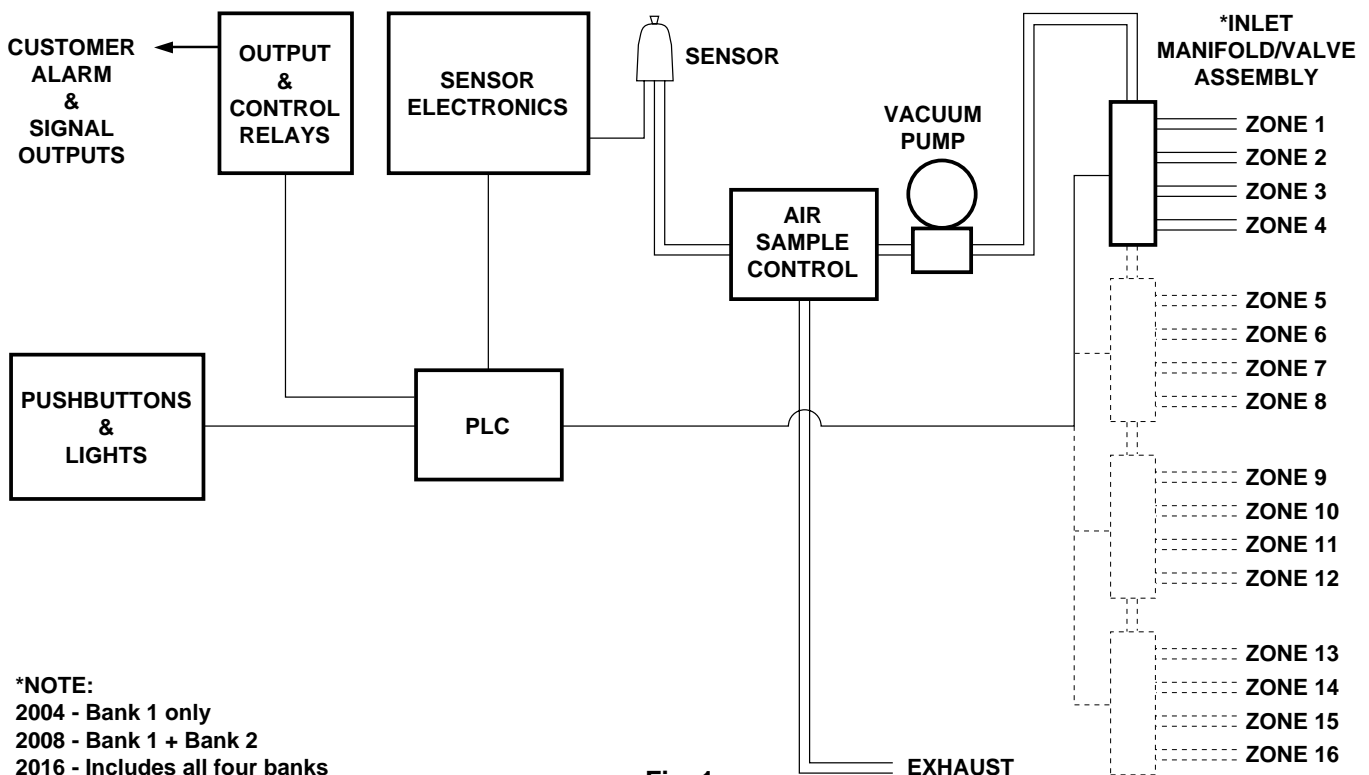 CUSTOMER
ALARM
&
SIGNAL
OUTPUTS
OUTPUT
&
CONTROL
RELAYS
SENSOR
ELECTRONICS
SENSOR
VACUUM
PUMP
*INLET
MANIFOLD/VALVE
ASSEMBLY
ZONE 1
ZONE 2
ZONE 3
ZONE 4
AIR
SAMPLE
CONTROL
ZONE 5
ZONE 6
ZONE 7
ZONE 8
PUSHBUTTONS
&
LIGHTS
PLC
ZONE 9
ZONE 10
ZONE 11
ZONE 12
ZONE 13
ZONE 14
ZONE 15
ZONE 16
*NOTE:
2004 - Bank 1 only
2008 - Bank 1 + Bank 2
2016 - Includes all four banks
EXHAUST